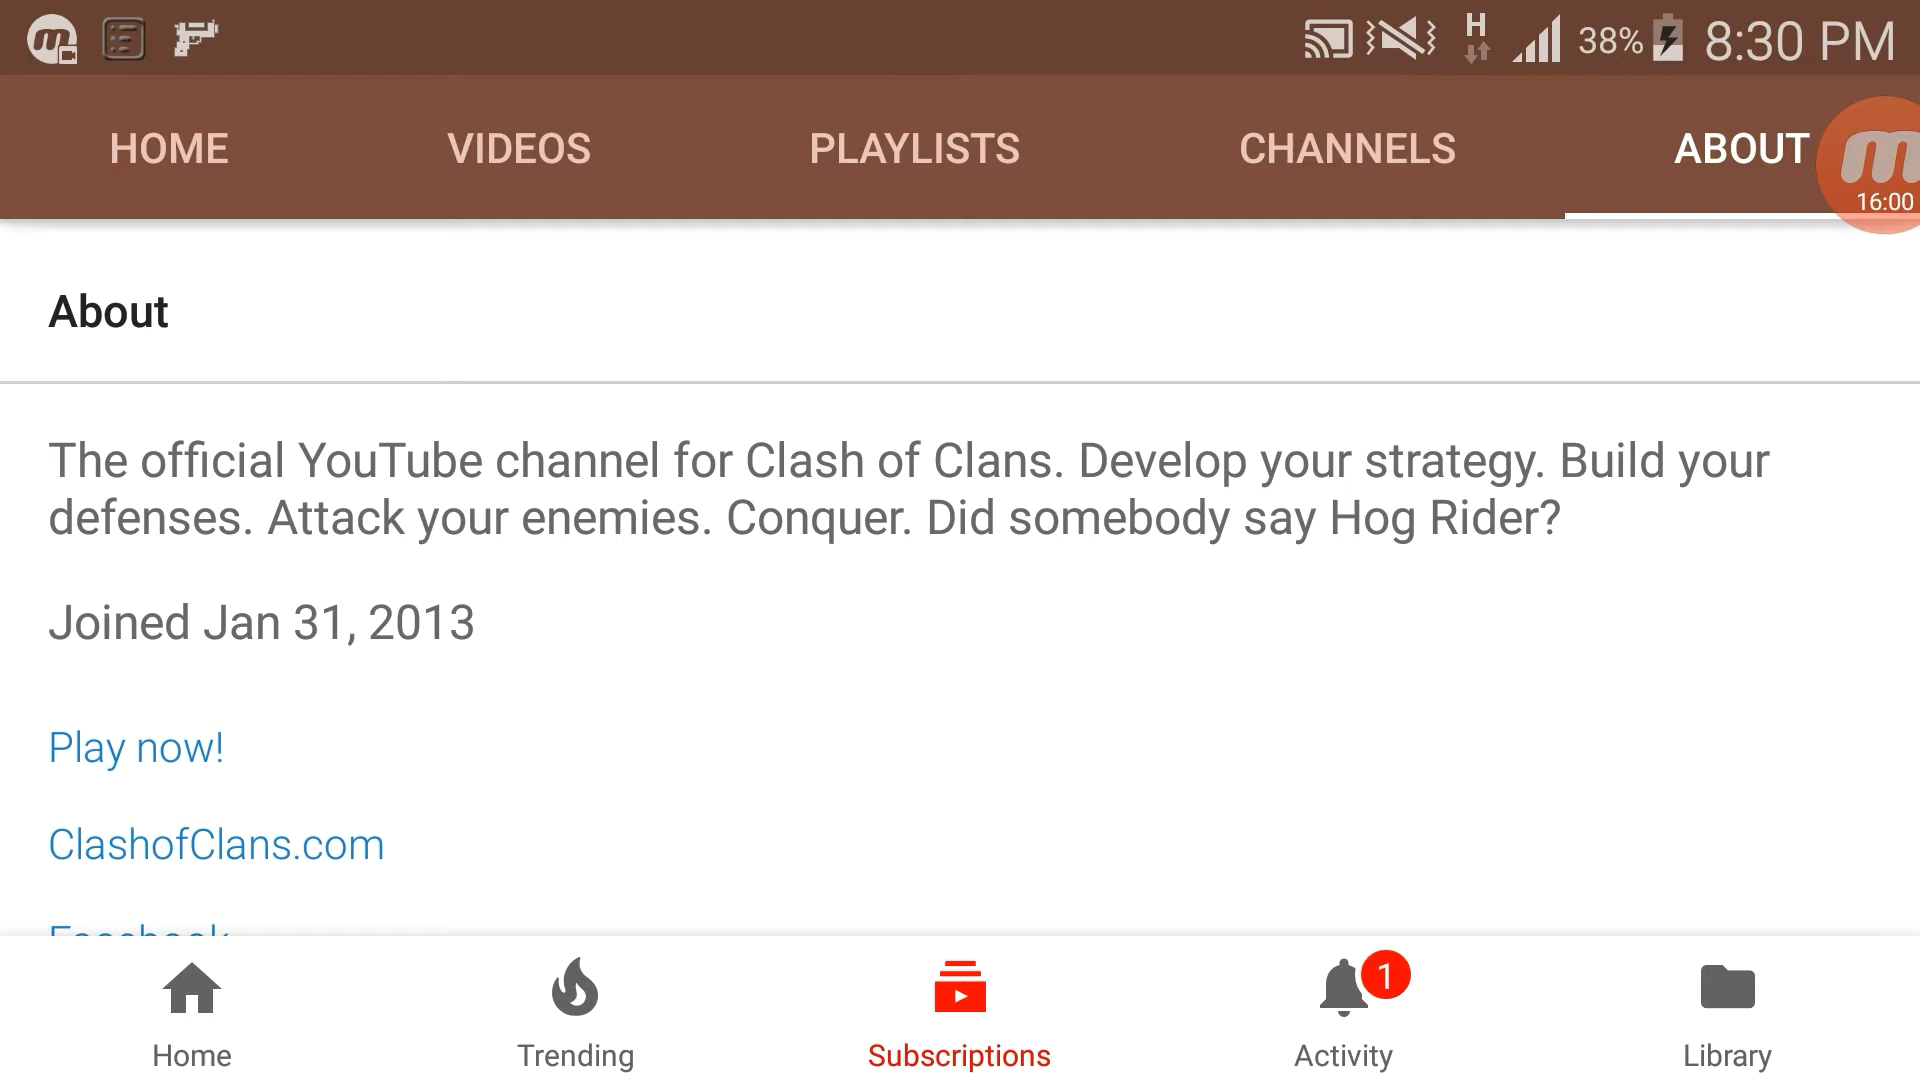 m H 38% 8:30 PM
HOME VIDEOS PLAYLISTS CHANNELS ABOUT m
16:00
About
The official YouTube channel for Clash of Clans. Develop your strategy. Build your
defenses. Attack your enemies. Conquer. Did somebody say Hog Rider?
Joined Jan 31, 2013
Play now!
ClashofClans.com
Facebook
1
Home Trending Subscriptions Activity Library